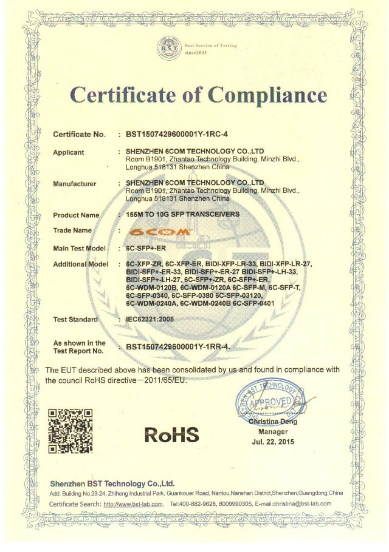 BST
Best Service of Testing
since2005
Certificate of Compliance
Certificate No. : BST1507429600001Y-1RC-4
Applicant : SHENZHEN 6COM TECHNOLOGY CO.,LTD
Room B1901, Zhantao Technology Building, Minzhi Blvd.,
Longhua 518131 Shenzhen China
Manufacturer : SHENZHEN 6COM TECHNOLOGY CO.,LTD
Room B1901, Zhantao Technology Building, Minzhi Blvd.,
Longhua 518131 Shenzhen China
Product Name : 155M TO 10G SFP TRANSCEIVERS
Trade Name : 6COM
Main Test Model : 6C-SFP+-ER
Additional Model : 6C-XFP-ZR, 6C-XFP-ER, BIDI-XFP-LR-33, BIDI-XFP-LR-27,
BIDI-SFP+-ER-33, BIDI-SFP+-ER-27 BIDI-SFP+-LH-33,
BIDI-SFP+-LH-27, 6C-SFP+-ZR, 6C-SFP+-ER,
6C-WDM-0120B, 6C-WDM-0120A 6C-SFP-M, 6C-SFP-T,
6C-SFP-0340, 6C-SFP-0380 6C-SFP-03120,
6C-WDM-0240A, 6C-WDM-0240B 6C-SFP-0401
Test Standard : IEC62321:2008
As shown in the
Test Report No. : BST1507429600001Y-1RR-4.
The EUT described above has been consolidated by us and found in compliance with
the council RoHS directive – 2011/65/EU.
APPROVED
Christina Deng
Manager
Jul. 22, 2015
RoHS
Shenzhen BST Technology Co.,Ltd.
Add: Building No.23-24, Zhiheng Industrial Park, Guankouer Road, Nantou Nanshan District,Shenzhen,Guangdong,China
Certificate Search: http://www.bst-lab.com Tel:400-882-9628, 8009990305, E-mail:christina@bst-lab.com